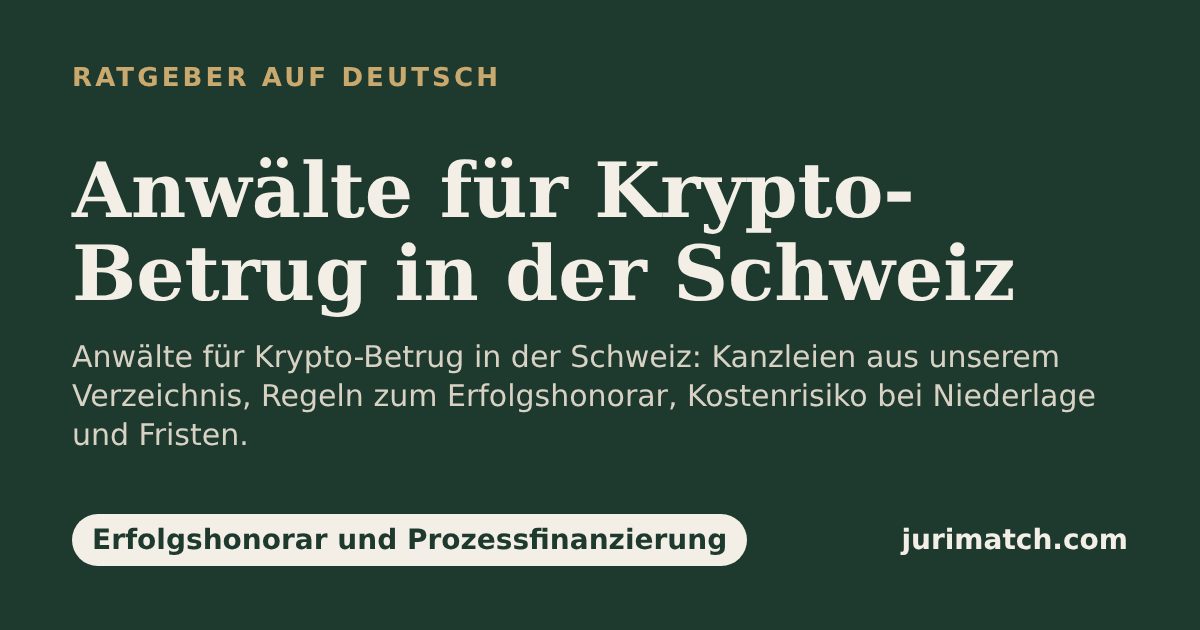 RATGEBER AUF DEUTSCH
Anwälte für Krypto-
Betrug in der Schweiz
Anwälte für Krypto-Betrug in der Schweiz: Kanzleien aus unserem
Verzeichnis, Regeln zum Erfolgshonorar, Kostenrisiko bei Niederlage
und Fristen.
Erfolgshonorar und Prozessfinanzierung
jurimatch.com